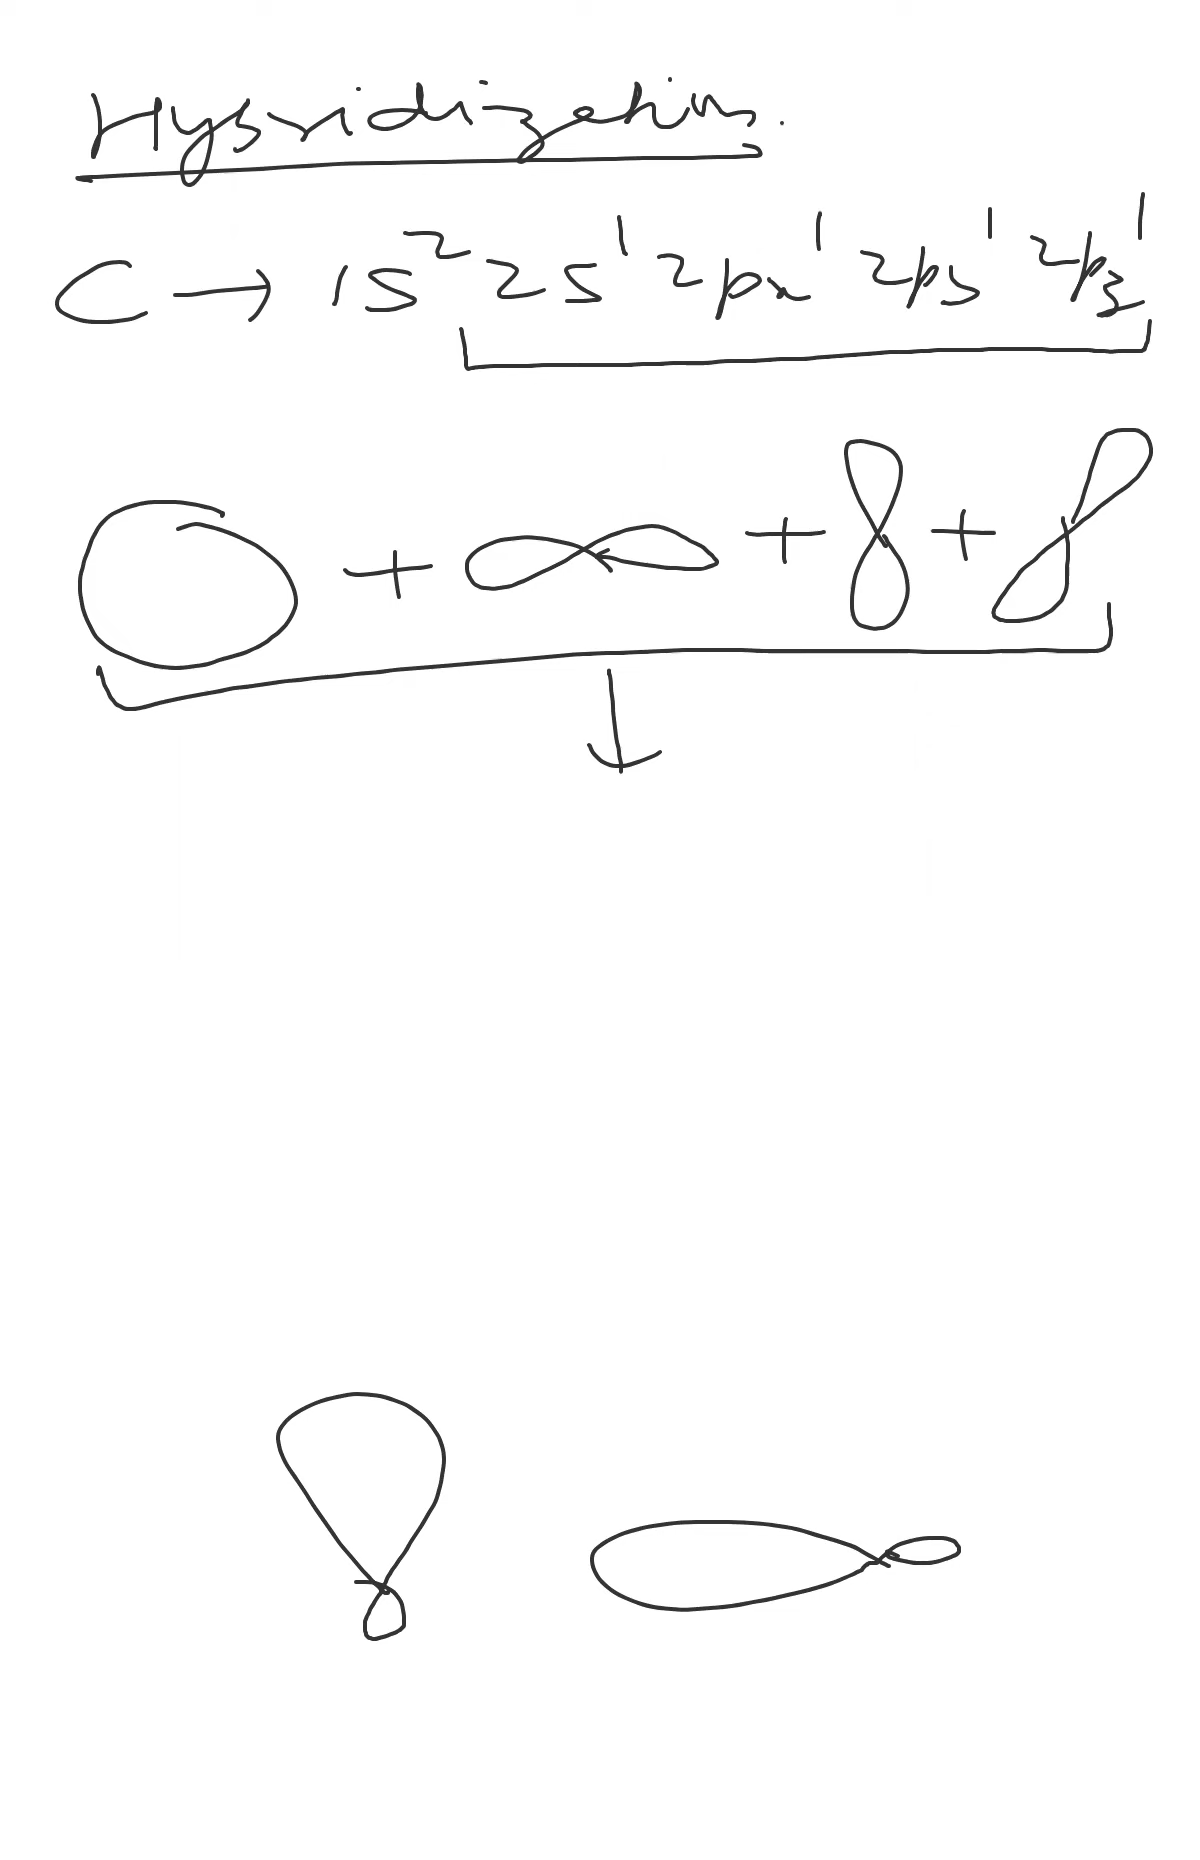 Hybridization.
C → 1s² 2s¹ 2px¹ 2py¹ 2pz¹
+ + +